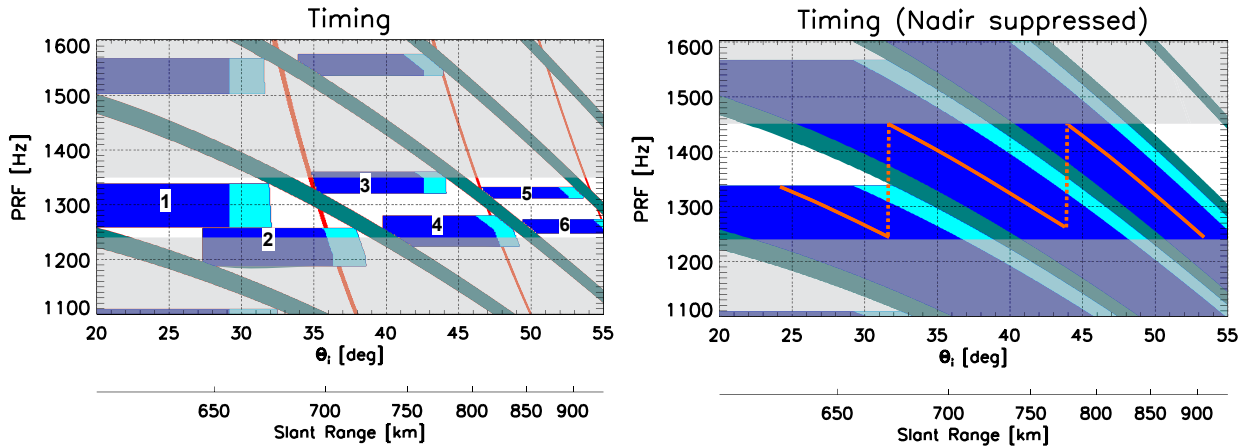 Timing
1600
1500
1400
1300
1200
1100
PRF [Hz]
1
2
3
4
5
6
20 25 30 35 40 45 50 55
θi [deg]
650 700 750 800 850 900
Slant Range [km]
Timing (Nadir suppressed)
1600
1500
1400
1300
1200
1100
PRF [Hz]
20 25 30 35 40 45 50 55
θi [deg]
650 700 750 800 850 900
Slant Range [km]